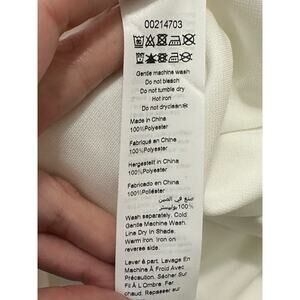 00214703
Gentle machine wash
Do not bleach
Do not tumble dry
Hot iron
Do not dryclean
Made in China
100%Polyester
Fabriqué en Chine
100%Polyester
Hergestellt in China
100%Polyester
Fabricado en China
100%Poliéster
صنع في الصين
100% بوليستر
Wash separately, Cold
Gentle Machine Wash.
Line Dry In Shade.
Warm Iron. Iron on
reverse side.
Laver à part. Lavage En
Machine À Froid Avec
Précaution. Sécher Sur
Fil À L'Ombre. Fer
chaud. Repasser sur